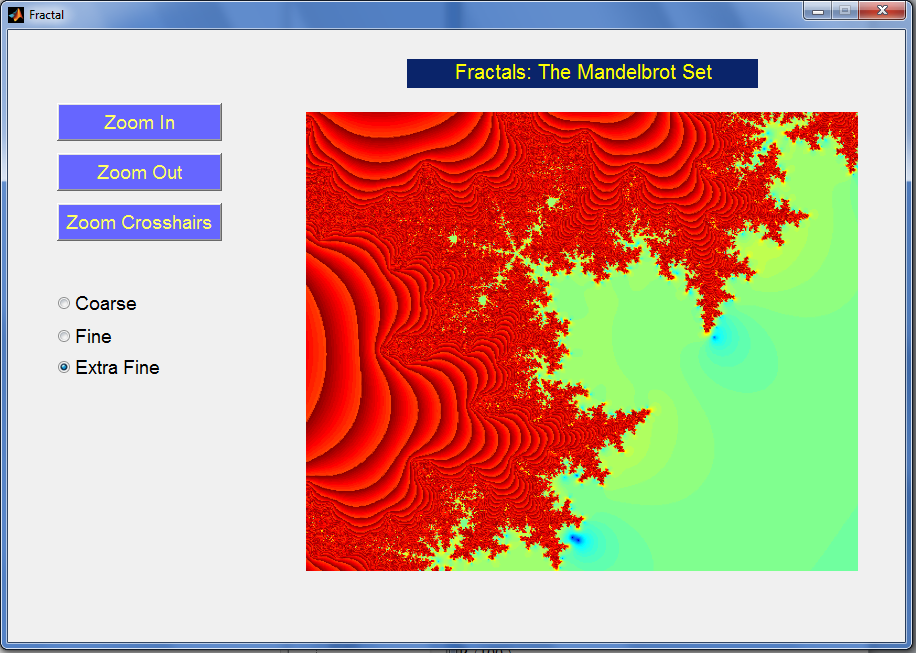 Fractal
Fractals: The Mandelbrot Set
Zoom In
Zoom Out
Zoom Crosshairs
Coarse
Fine
Extra Fine